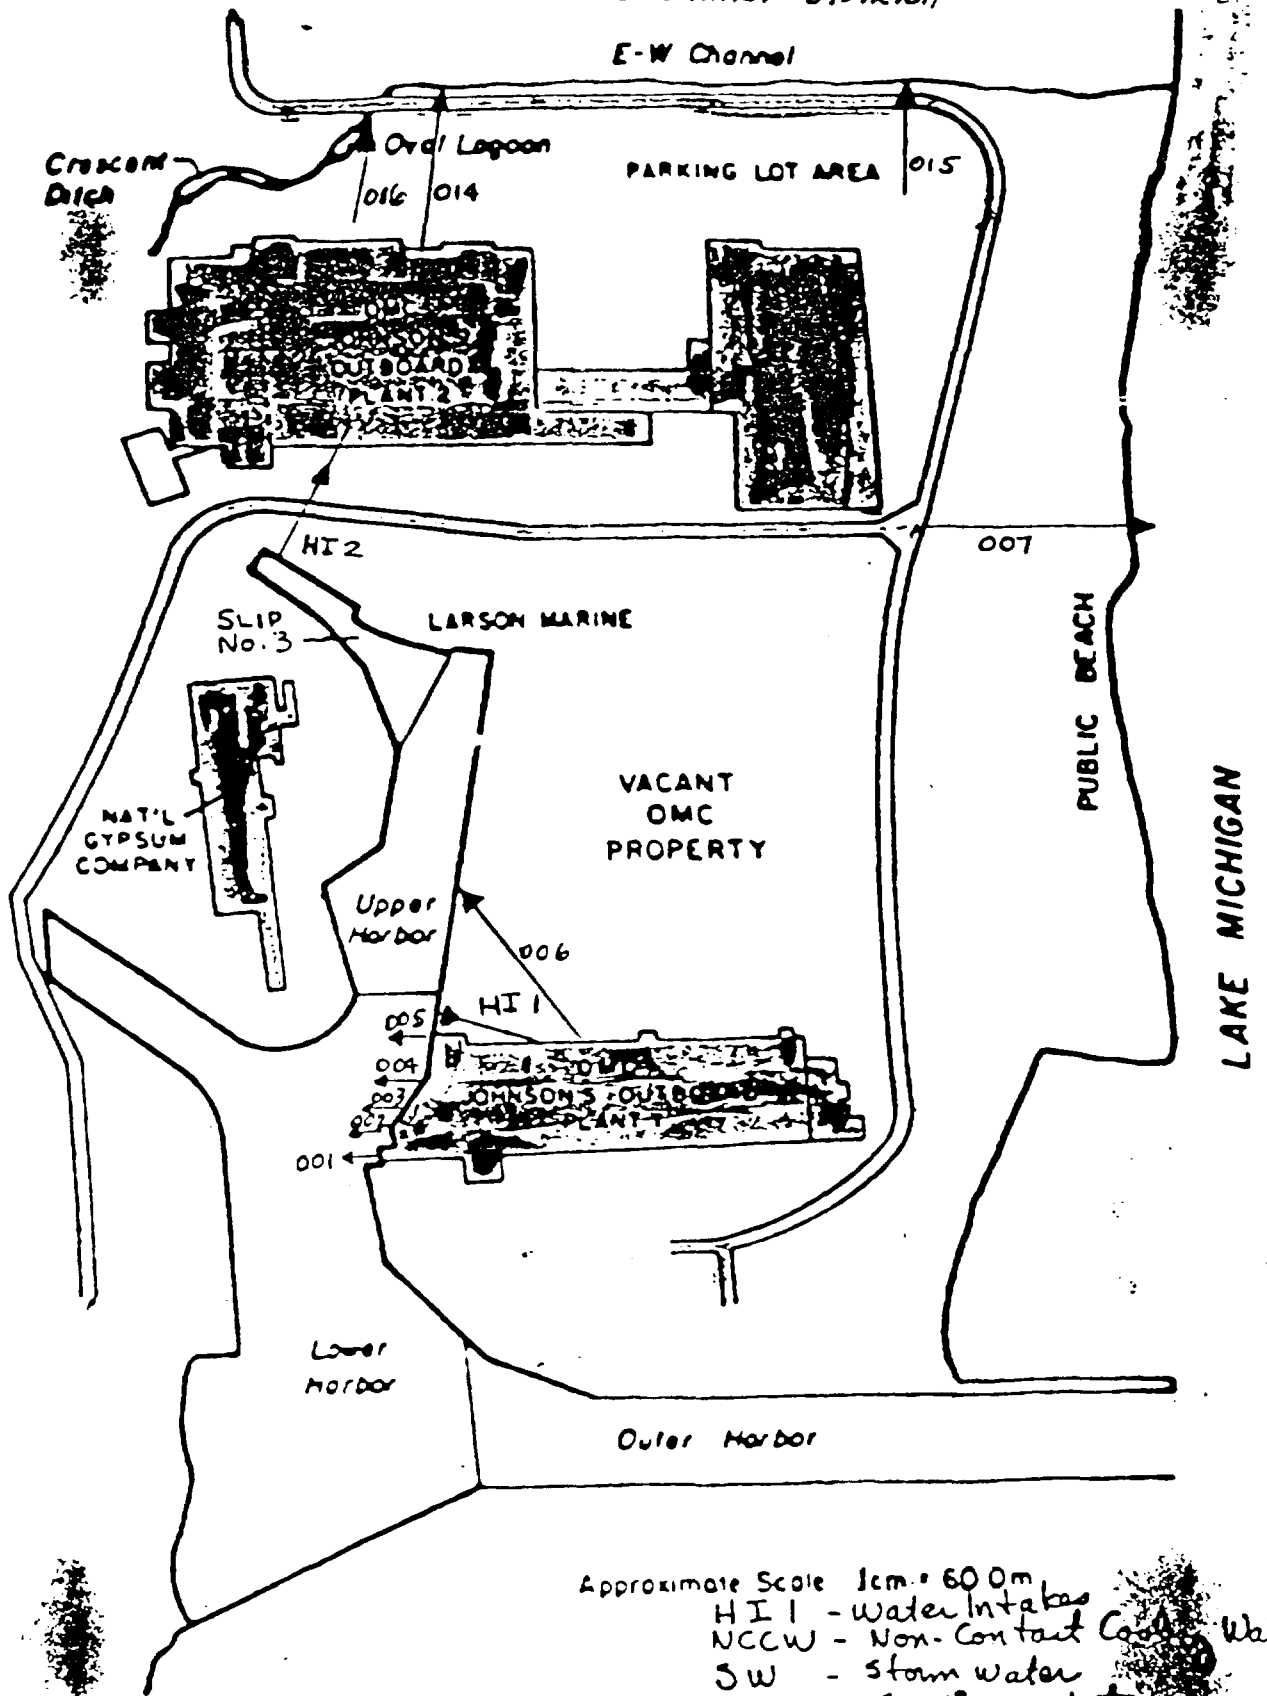 E-W Channel
Crescent
Ditch
Oval Lagoon
016
014
PARKING LOT AREA
015
OMC
JOHNSON'S
OUTBOARD
PLANT 2
HI 2
007
SLIP
No. 3
LARSON MARINE
PUBLIC BEACH
LAKE MICHIGAN
NAT'L
GYPSUM
COMPANY
VACANT
OMC
PROPERTY
Upper
Harbor
006
HI 1
005
004
003
002
001
OMC
JOHNSON'S OUTBOARD
PLANT 1
Lower
Harbor
Outer Harbor
Approximate Scale 1cm = 60.0m
HI 1 - Water Intakes
NCCW - Non-Contact Cooling Wa
SW - Storm Water